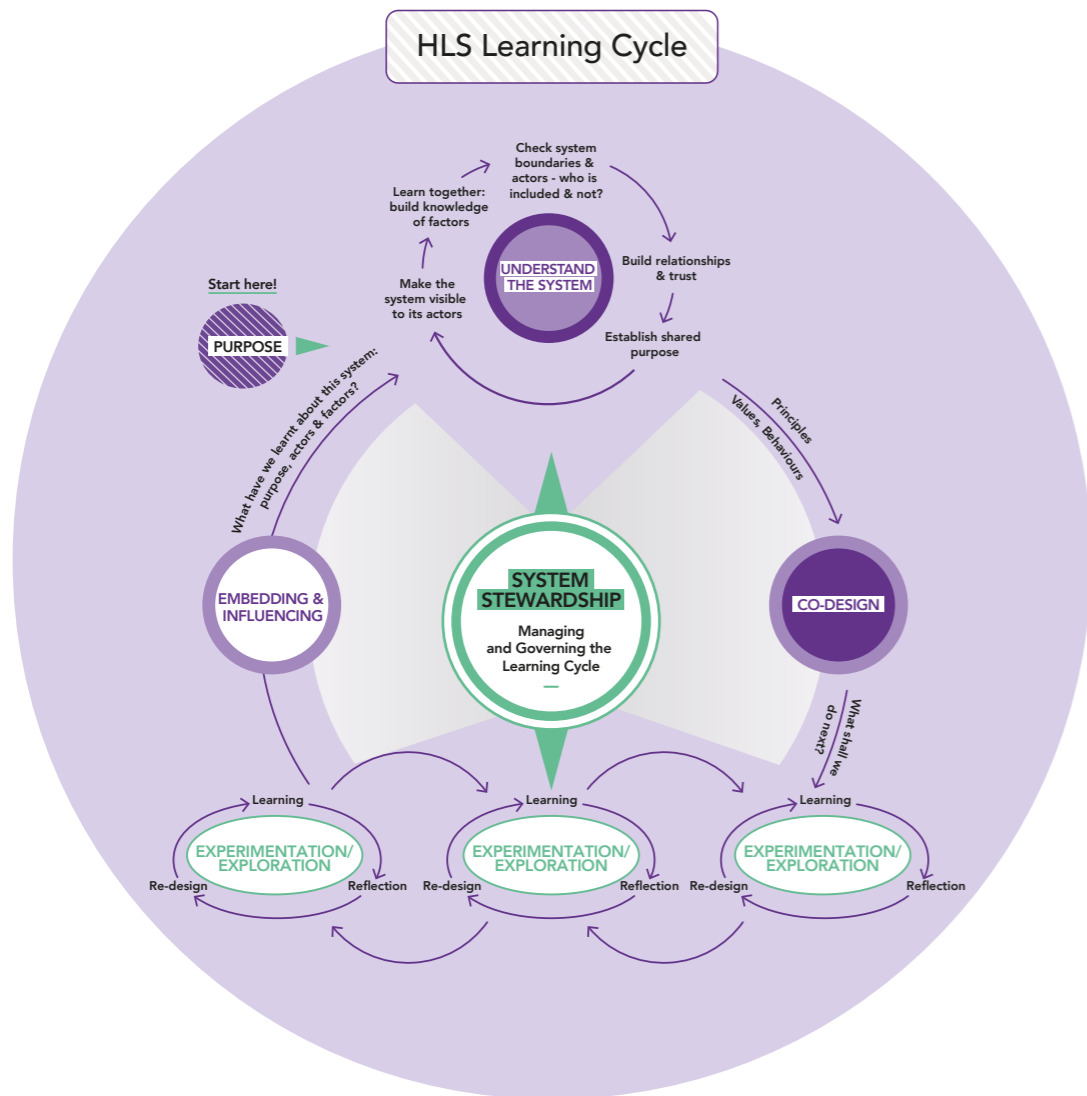 HLS Learning Cycle
Start here!
PURPOSE
Check system
boundaries &
actors - who is
included & not?
Learn together:
build knowledge
of factors
Make the
system visible
to its actors
UNDERSTAND
THE SYSTEM
Build relationships
& trust
Establish shared
purpose
What have we learnt about this system:
purpose, actors & factors?
Principles
Values, Behaviours
EMBEDDING &
INFLUENCING
SYSTEM
STEWARDSHIP
Managing
and Governing the
Learning Cycle
CO-DESIGN
What shall we
do next?
Learning
EXPERIMENTATION/
EXPLORATION
Re-design
Reflection
Learning
EXPERIMENTATION/
EXPLORATION
Re-design
Reflection
Learning
EXPERIMENTATION/
EXPLORATION
Re-design
Reflection